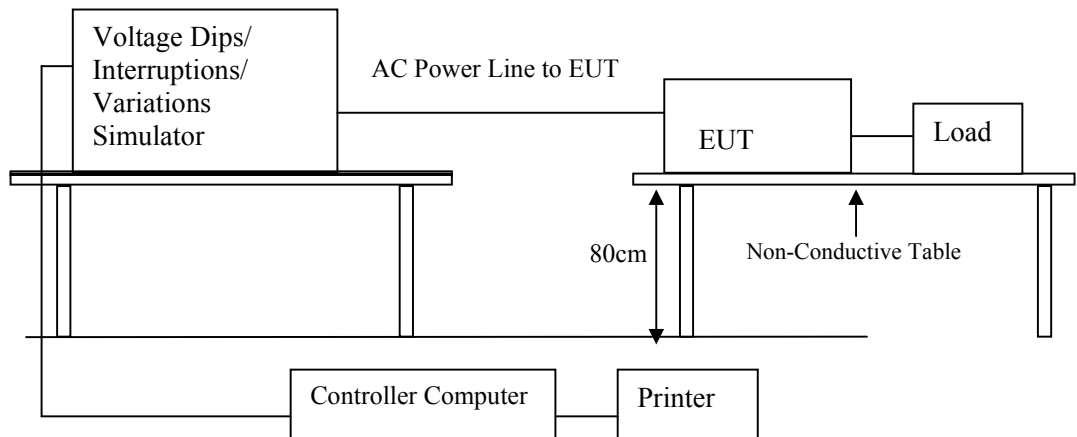 Voltage Dips/
Interruptions/
Variations
Simulator
AC Power Line to EUT
EUT
Load
80cm
Non-Conductive Table
Controller Computer
Printer